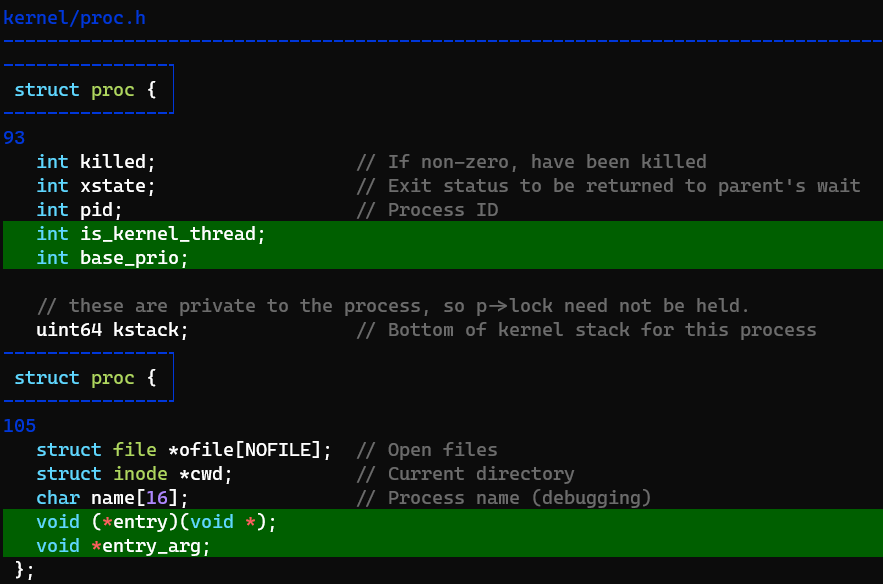 kernel/proc.h
struct proc {
93
int killed; // If non-zero, have been killed
int xstate; // Exit status to be returned to parent's wait
int pid; // Process ID
int is_kernel_thread;
int base_prio;
// these are private to the process, so p->lock need not be held.
uint64 kstack; // Bottom of kernel stack for this process
struct proc {
105
struct file *ofile[NOFILE]; // Open files
struct inode *cwd; // Current directory
char name[16]; // Process name (debugging)
void (*entry)(void *);
void *entry_arg;
};